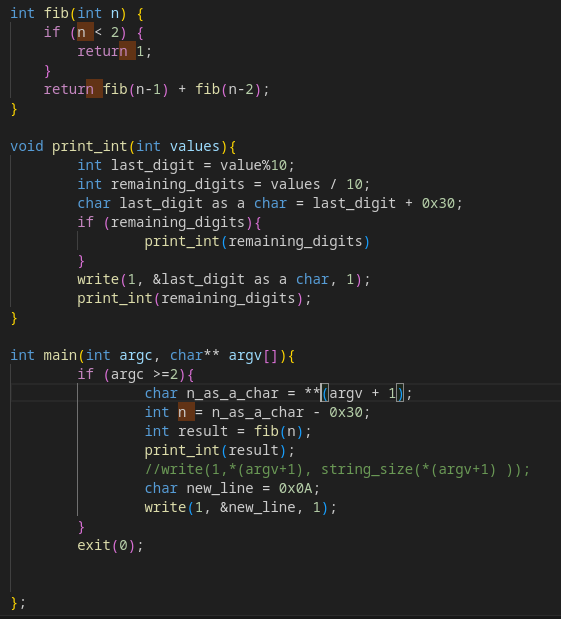 int fib(int n) {
    if (n < 2) {
        return 1;
    }
    return fib(n-1) + fib(n-2);
}

void print_int(int values){
        int last_digit = value%10;
        int remaining_digits = values / 10;
        char last_digit as a char = last_digit + 0x30;
        if (remaining_digits){
                print_int(remaining_digits)
        }
        write(1, &last_digit as a char, 1);
        print_int(remaining_digits);
}

int main(int argc, char** argv[]){
        if (argc >=2){
                char n_as_a_char = **(argv + 1);
                int n = n_as_a_char - 0x30;
                int result = fib(n);
                print_int(result);
                //write(1,*(argv+1), string_size(*(argv+1) ));
                char new_line = 0x0A;
                write(1, &new_line, 1);
        }
        exit(0);


};